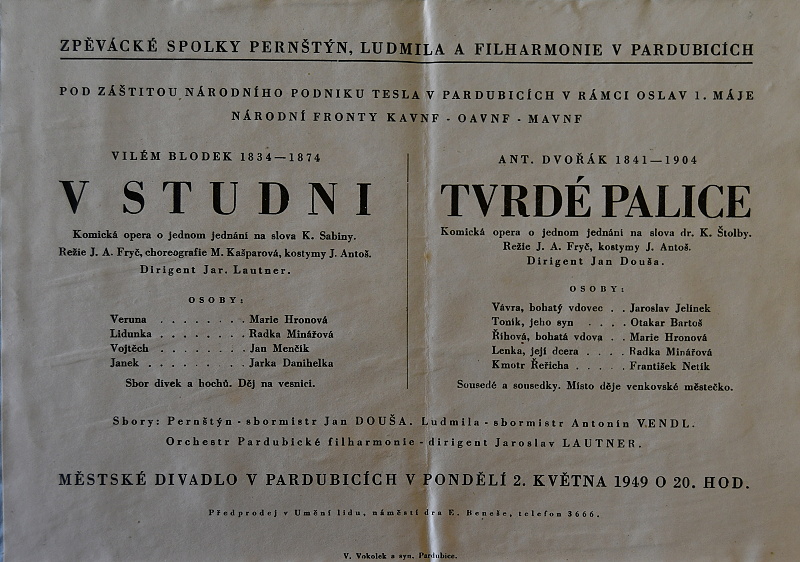 ZPĚVÁCKÉ SPOLKY PERNŠTÝN, LUDMILA A FILHARMONIE V PARDUBICÍCH
POD ZÁŠTITOU NÁRODNÍHO PODNIKU TESLA V PARDUBICÍCH V RÁMCI OSLAV 1. MÁJE
NÁRODNÍ FRONTY KAVNF - OAVNF - MAVNF
VILÉM BLODEK 1834—1874
V STUDNI
Komická opera o jednom jednání na slova K. Sabiny.
Režie J. A. Fryč, choreografie M. Kašparová, kostymy J. Antoš.
Dirigent Jar. Lautner.
OSOBY:
Veruna . . . . . . . . Marie Hronová
Lidunka . . . . . . . . Radka Minářová
Vojtěch . . . . . . . . Jan Menčík
Janek . . . . . . . . Jarka Danihelka
Sbor dívek a hochů. Děj na vesnici.
ANT. DVOŘÁK 1841—1904
TVRDÉ PALICE
Komická opera o jednom jednání na slova dr. K. Štolby.
Režie J. A. Fryč, kostymy J. Antoš.
Dirigent Jan Douša.
OSOBY:
Vávra, bohatý vdovec . . Jaroslav Jelínek
Toník, jeho syn . . . . Otakar Bartoš
Říhová, bohatá vdova . . Marie Hronová
Lenka, její dcera . . . . Radka Minářová
Kmotr Řeřicha . . . . . František Netík
Sousedé a sousedky. Místo děje venkovské městečko.
Sbory: Pernštýn - sbormistr Jan DOUŠA. Ludmila - sbormistr Antonín VENDL.
Orchestr Pardubické filharmonie - dirigent Jaroslav LAUTNER.
MĚSTSKÉ DIVADLO V PARDUBICÍCH V PONDĚLÍ 2. KVĚTNA 1949 O 20. HOD.
Předprodej v Umění lidu, náměstí dra E. Beneše, telefon 3666.
V. Vokolek a syn. Pardubice.